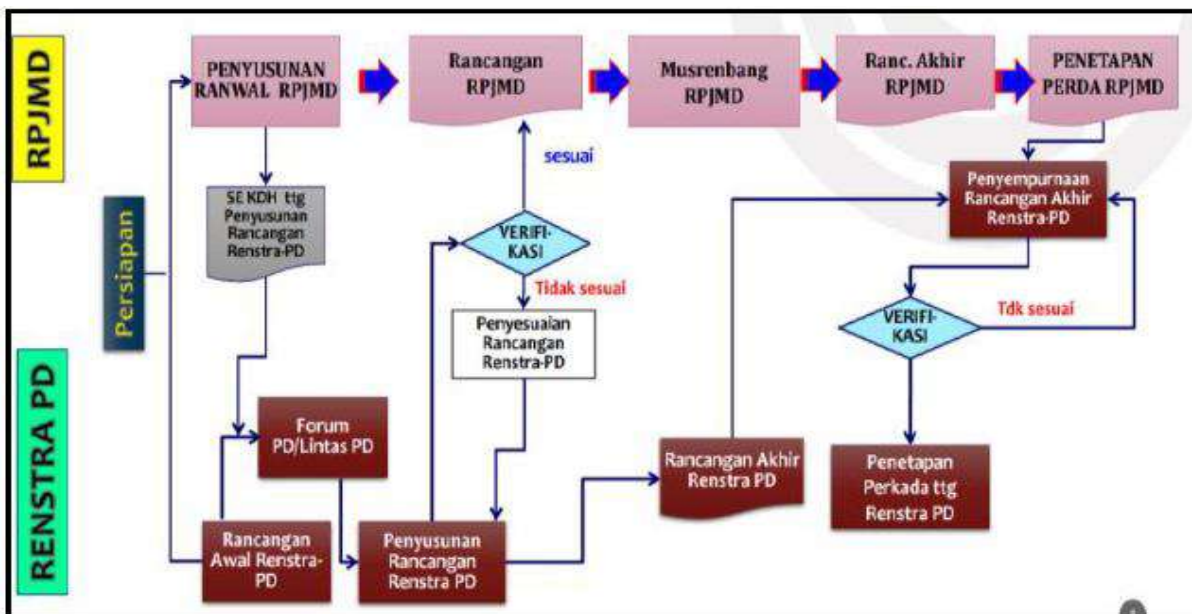 RPJMD
PENYUSUNAN
RANWAL RPJMD
Rancangan
RPJMD
Musrenbang
RPJMD
Ranc. Akhir
RPJMD
PENETAPAN
PERDA RPJMD
Persiapan
SE KDH ttg
Penyusunan
Rancangan
Renstra-PD
sesuai
VERIFI-
KASI
Tidak sesuai
Penyesuaian
Rancangan
Renstra-PD
Penyempurnaan
Rancangan Akhir
Renstra-PD
VERIFI-
KASI
Tdk sesuai
RENSTRA PD
Forum
PD/Lintas PD
Rancangan
Awal Renstra-
PD
Penyusunan
Rancangan
Renstra PD
Rancangan Akhir
Renstra PD
Penetapan
Perkada ttg
Renstra PD